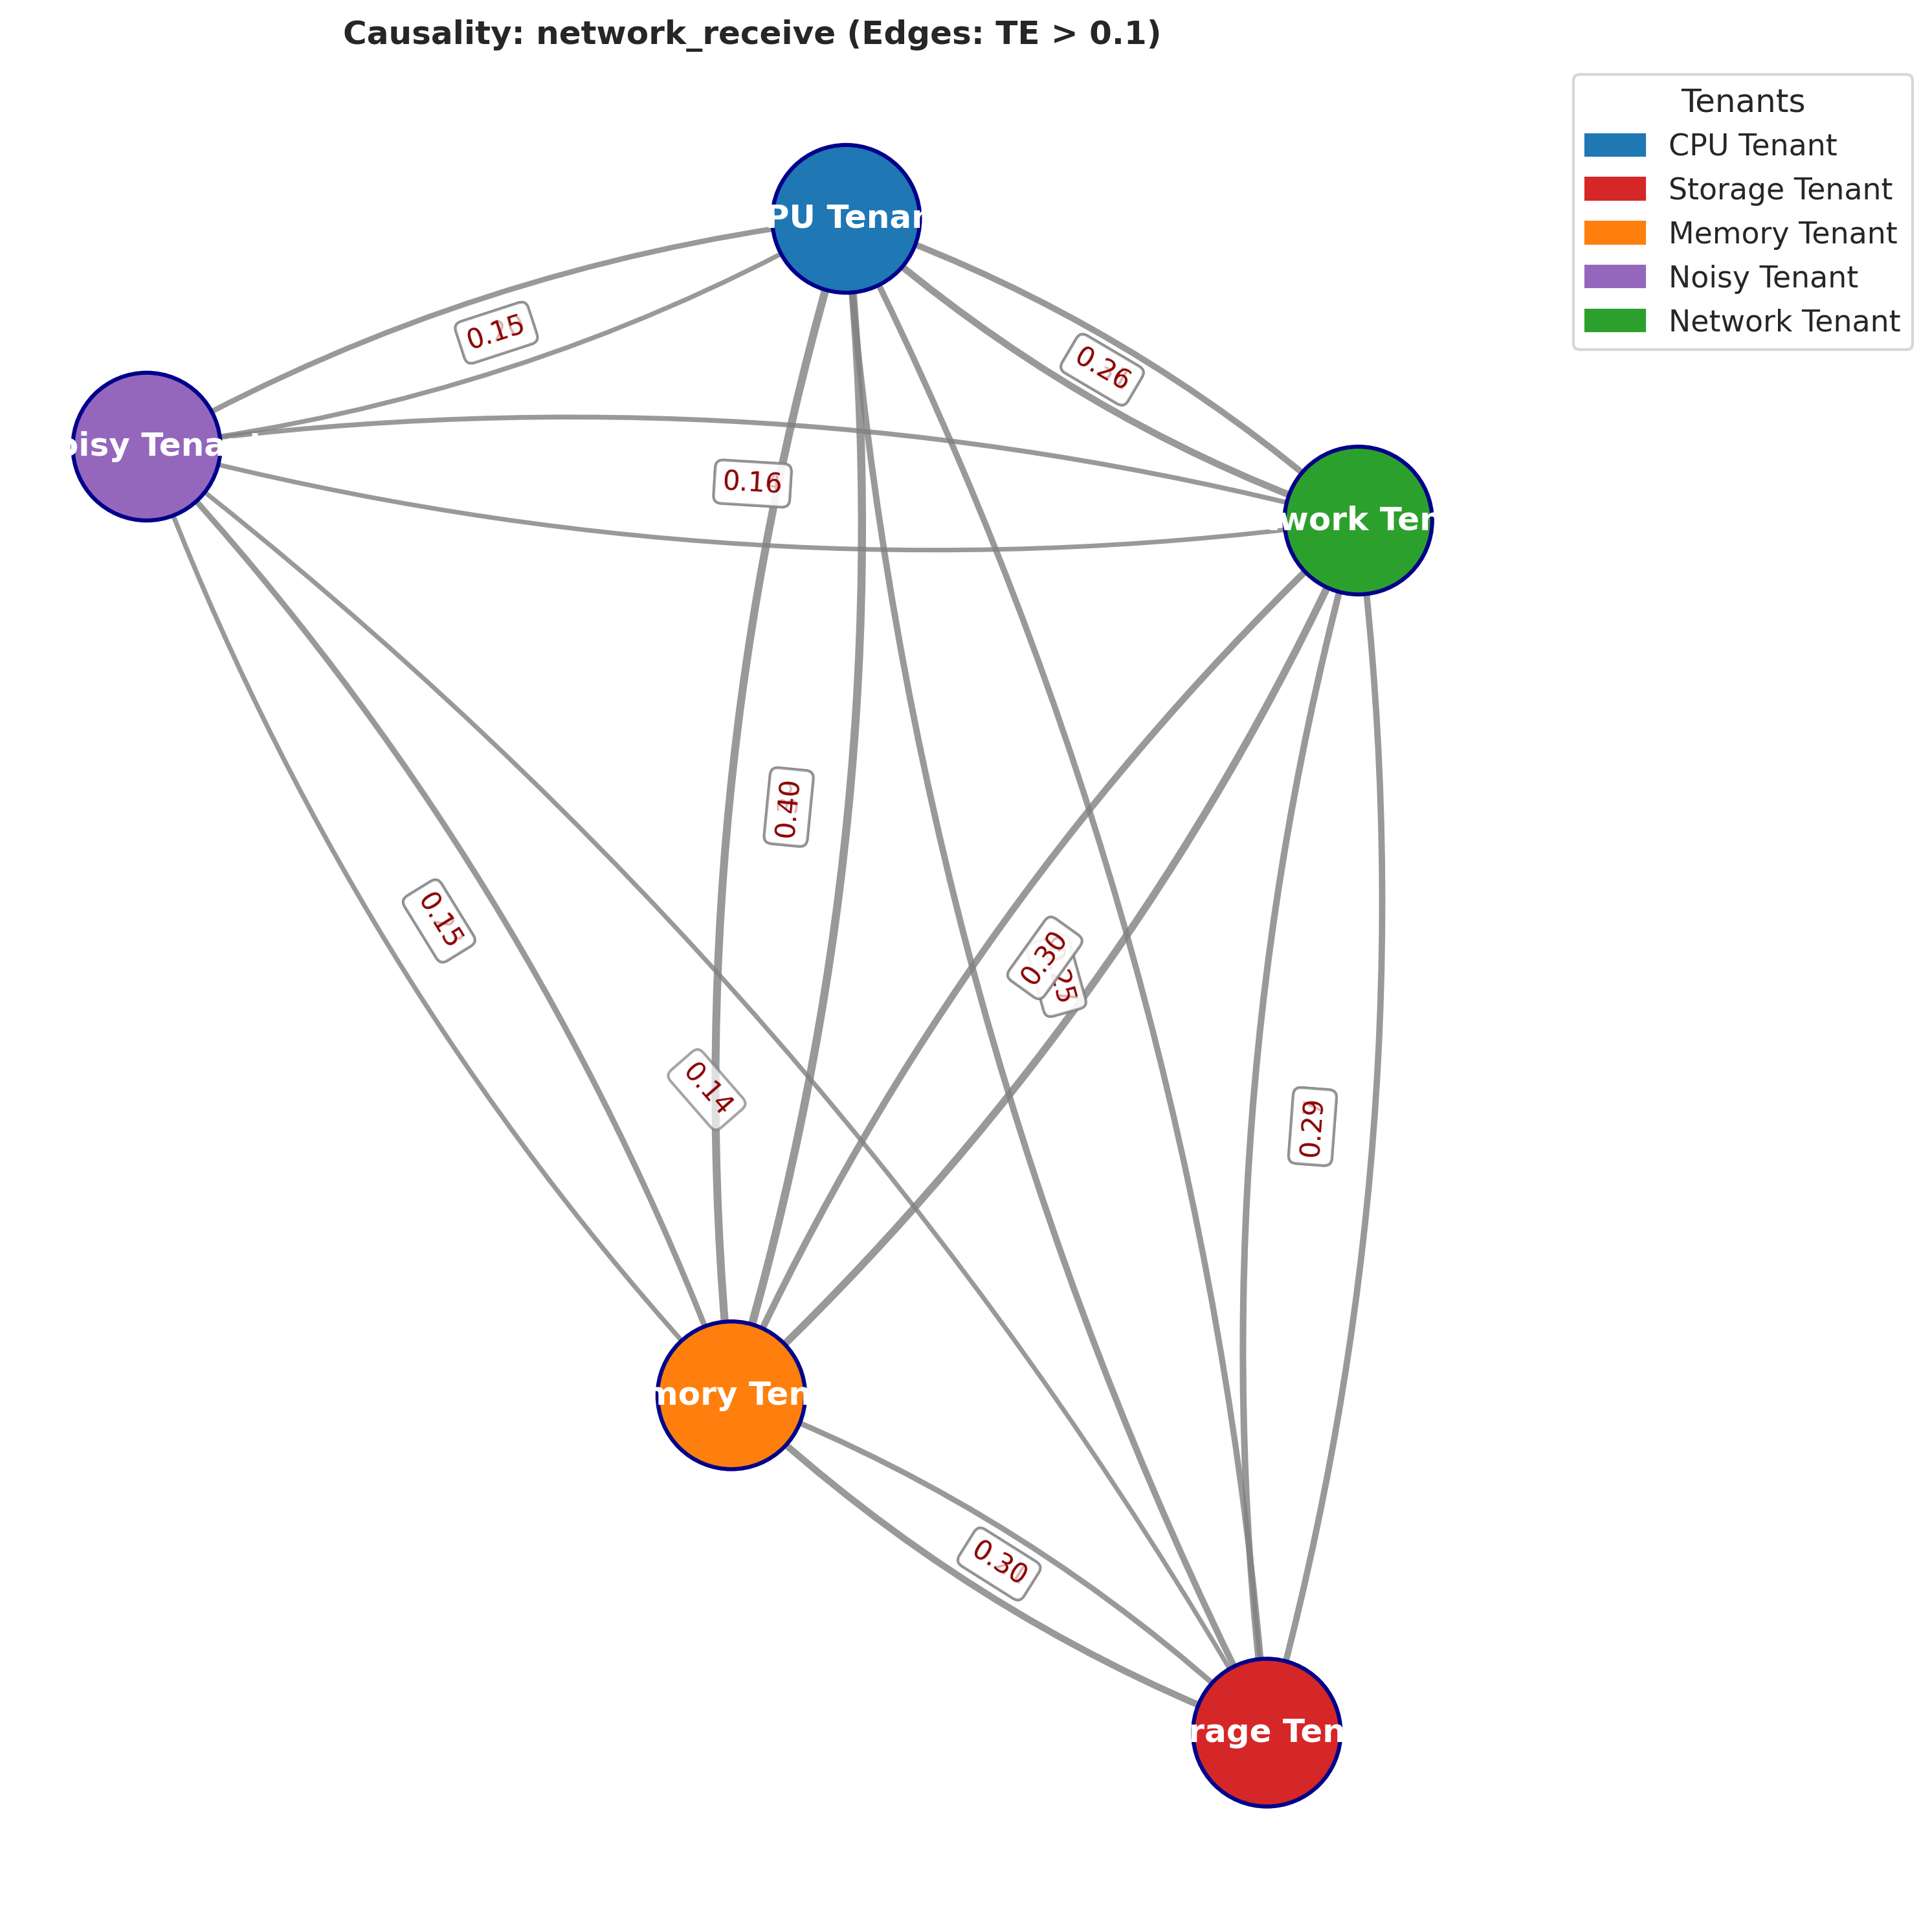 Causality: network_receive (Edges: TE > 0.1)
Tenants
CPU Tenant
Storage Tenant
Memory Tenant
Noisy Tenant
Network Tenant
PU Tenan
0.15
0.26
oisy Tena
0.16
work Ten
0.40
0.15
0.30
25
0.14
0.29
mory Ten
0.30
rage Ten